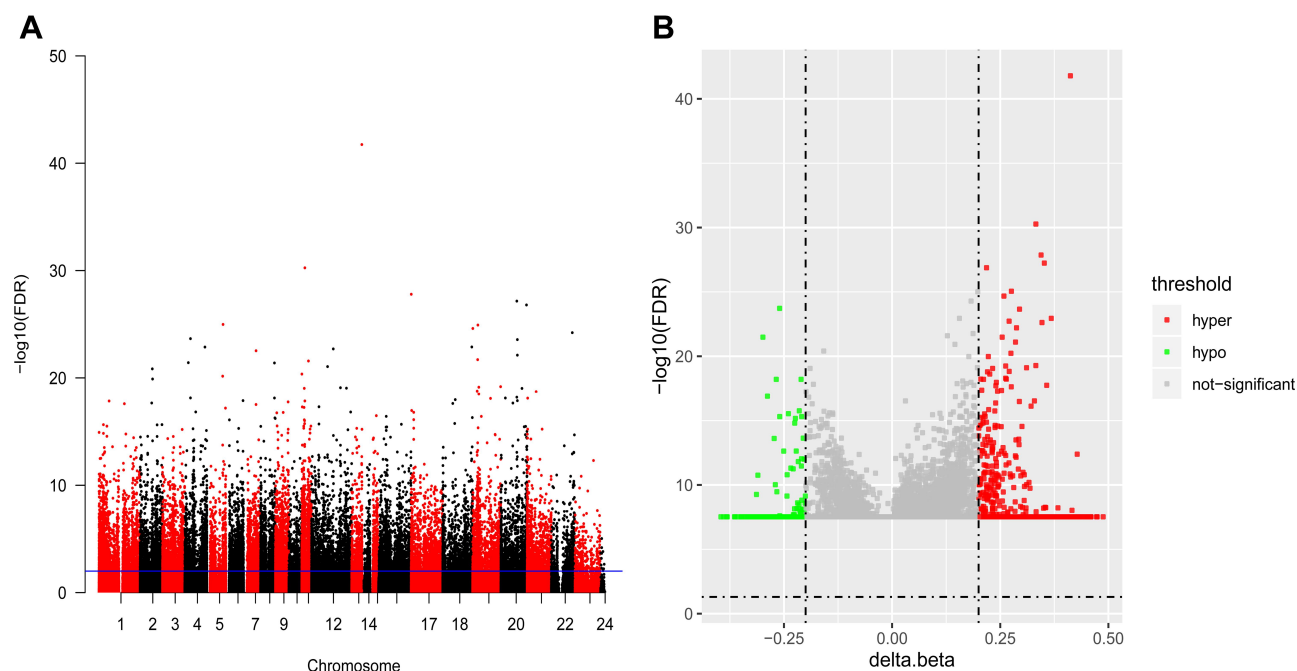 A
−log10(FDR)
50
40
30
20
10
0
1 2 3 4 5 6 7 9 12 14 17 18 20 22 24
Chromosome
B
−log10(FDR)
40
30
20
10
0
−0.25 0.00 0.25 0.50
delta.beta
threshold
hyper
hypo
not−significant